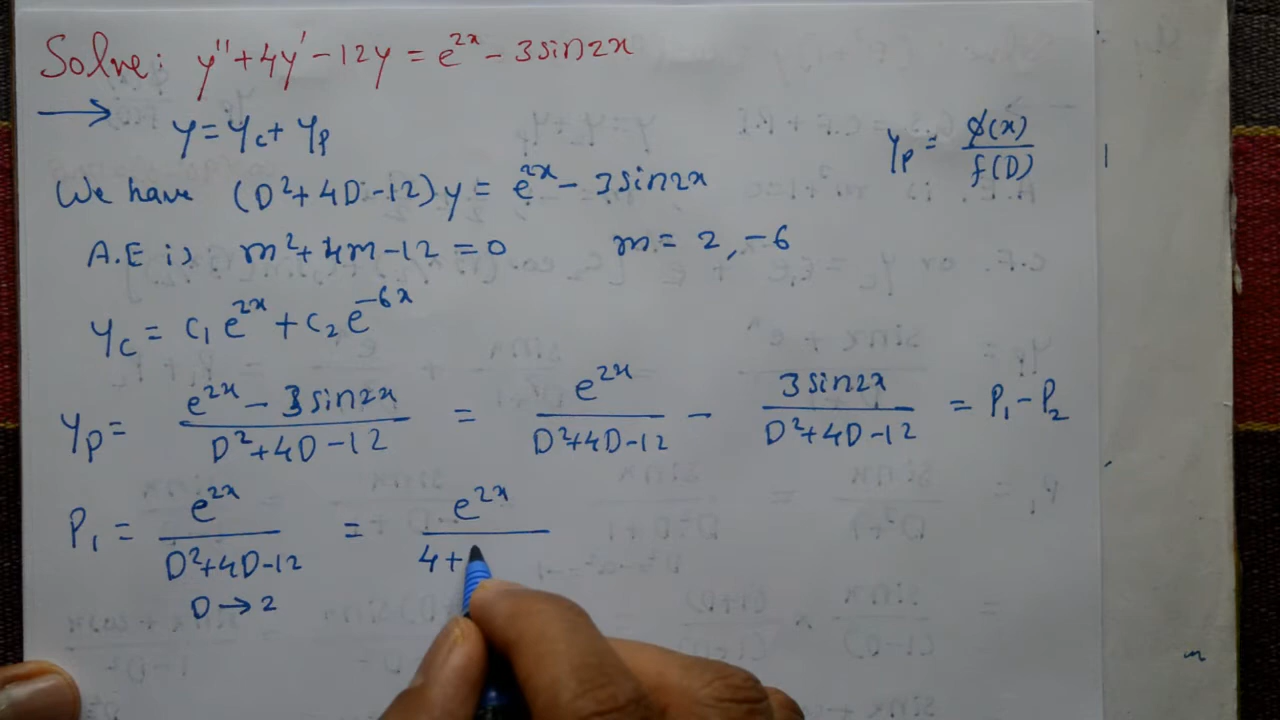 Solve: y'' + 4y' - 12y = e^{2x} - 3sin2x
→ y = y_c + y_p
y_p = φ(x) / f(D)
We have (D² + 4D - 12)y = e^{2x} - 3sin2x
A.E is m² + 4m - 12 = 0 m = 2, -6
y_c = c₁e^{2x} + c₂e^{-6x}
y_p = (e^{2x} - 3sin2x) / (D² + 4D - 12) = e^{2x} / (D² + 4D - 12) - 3sin2x / (D² + 4D - 12) = P₁ - P₂
P₁ = e^{2x} / (D² + 4D - 12) = e^{2x} / (4 +
D → 2